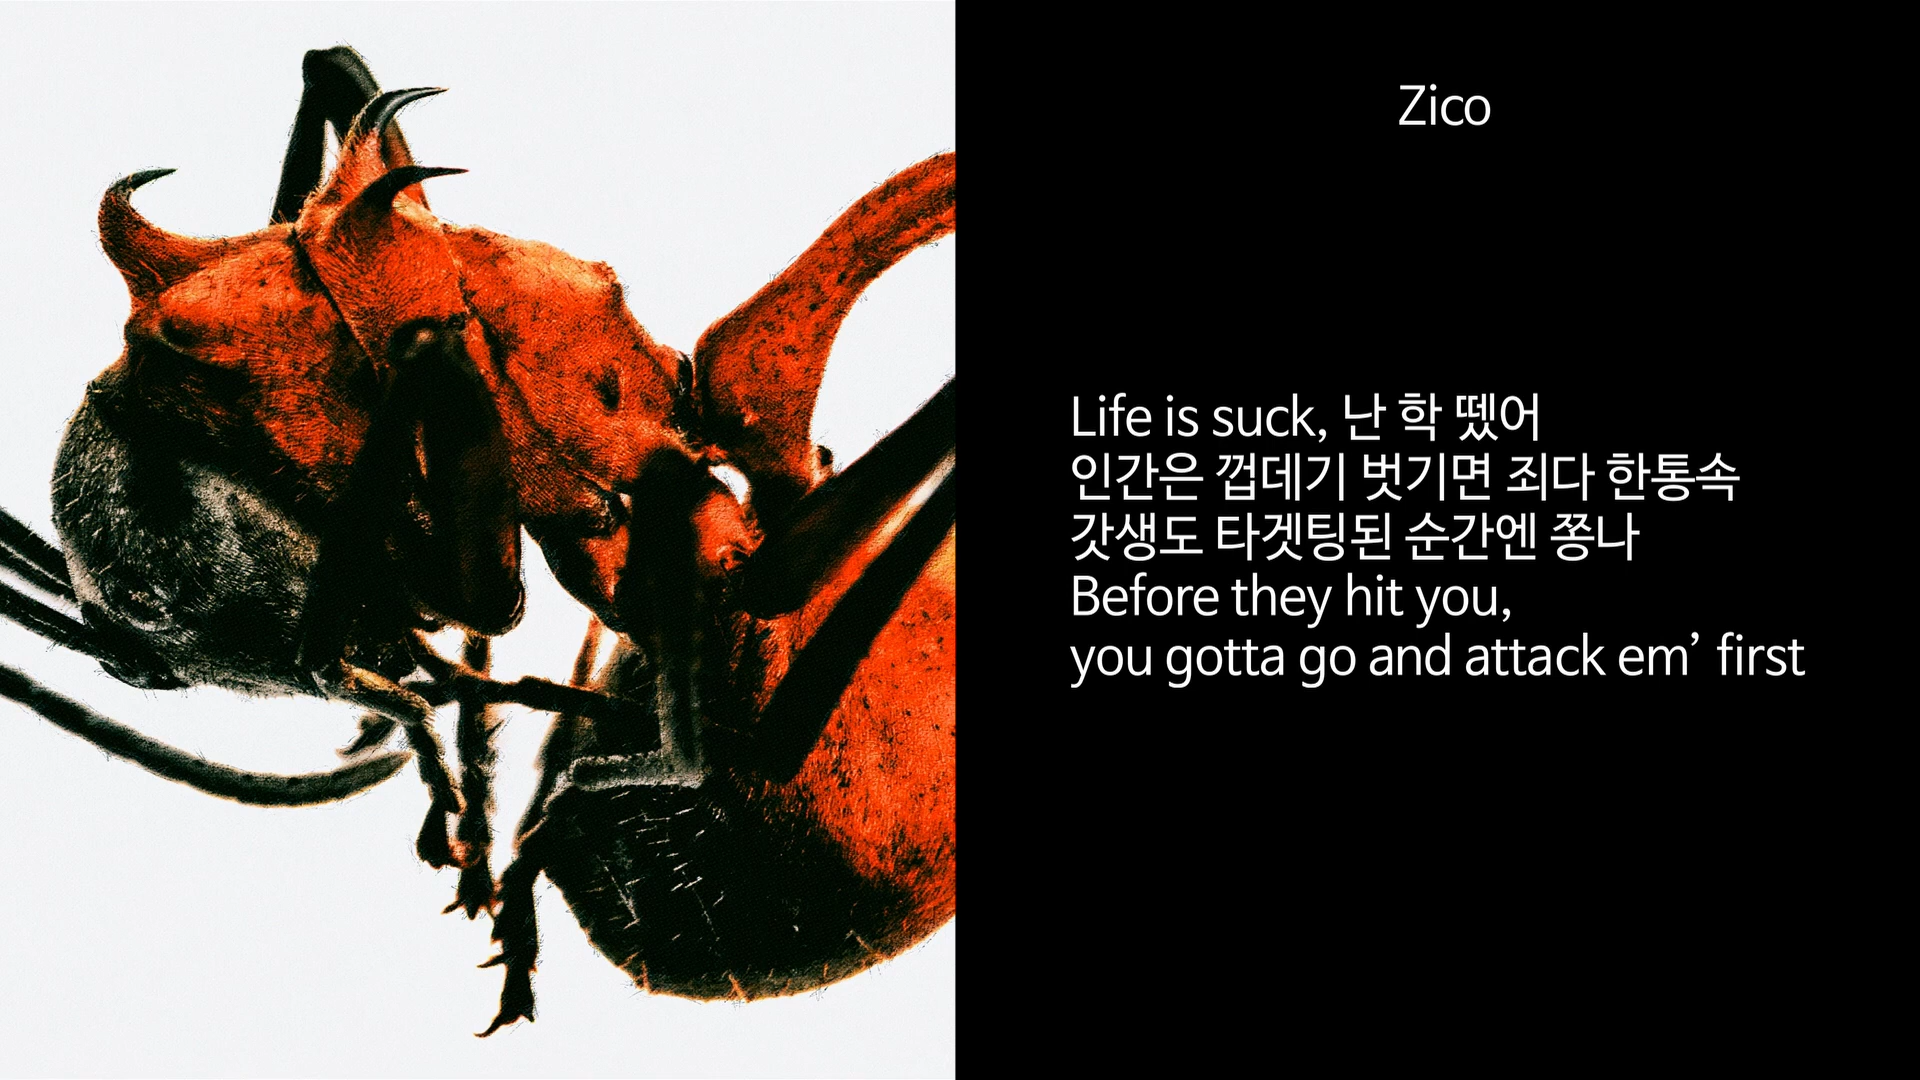 Zico
Life is suck, 난 학 뗐어
인간은 껍데기 벗기면 죄다 한통속
갓생도 타겟팅된 순간엔 쫑나
Before they hit you,
you gotta go and attack em’ first